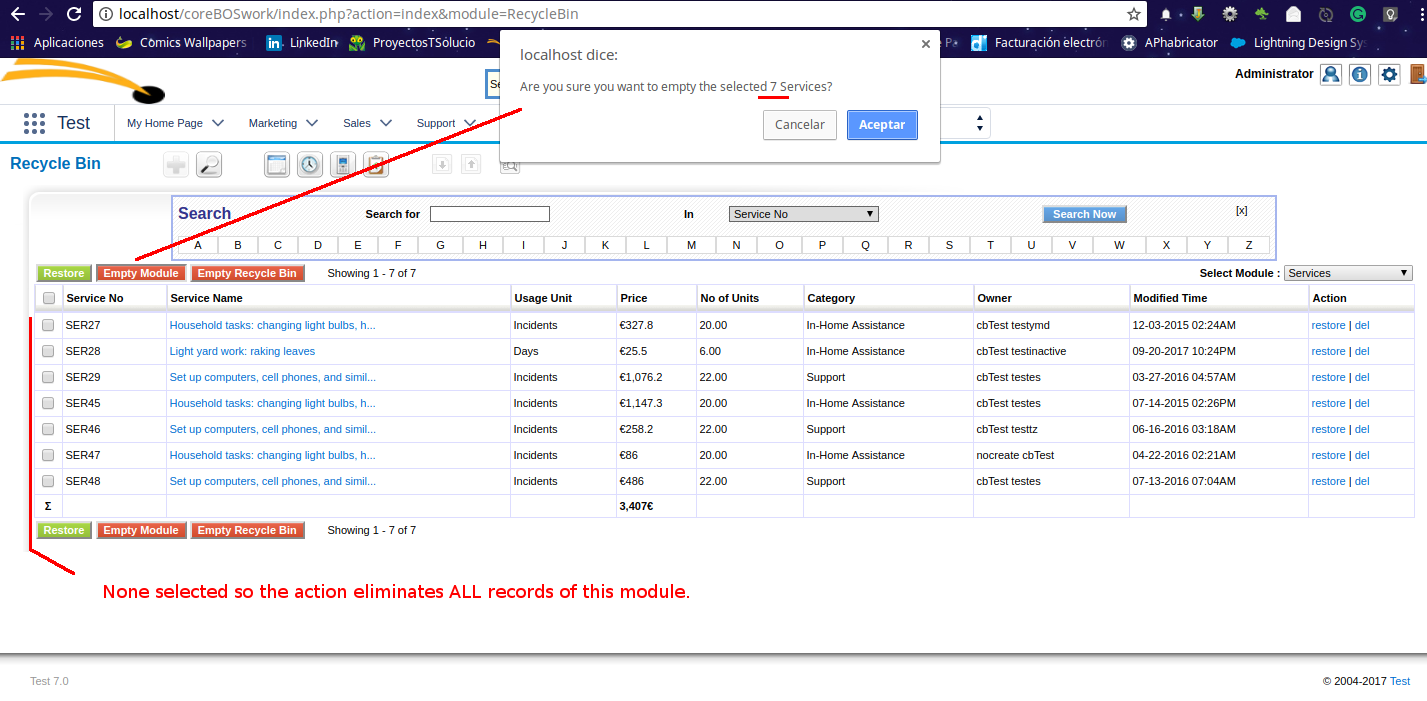 localhost/coreBOSwork/index.php?action=index&module=RecycleBin
Aplicaciones Comics Wallpapers LinkedIn ProyectosTSolucio Facturación electrón APhabricator Lightning Design Sys
localhost dice:
Are you sure you want to empty the selected 7 Services?
Cancelar Aceptar
Administrator
Test My Home Page Marketing Sales Support
Recycle Bin
Search Search for In Service No Search Now [x]
A B C D E F G H I J K L M N O P Q R S T U V W X Y Z
Restore Empty Module Empty Recycle Bin Showing 1 - 7 of 7 Select Module : Services
Service No Service Name Usage Unit Price No of Units Category Owner Modified Time Action
SER27 Household tasks: changing light bulbs, h... Incidents €327.8 20.00 In-Home Assistance cbTest testymd 12-03-2015 02:24AM restore | del
SER28 Light yard work: raking leaves Days €25.5 6.00 In-Home Assistance cbTest testinactive 09-20-2017 10:24PM restore | del
SER29 Set up computers, cell phones, and simil... Incidents €1,076.2 22.00 Support cbTest testes 03-27-2016 04:57AM restore | del
SER45 Household tasks: changing light bulbs, h... Incidents €1,147.3 20.00 In-Home Assistance cbTest testes 07-14-2015 02:26PM restore | del
SER46 Set up computers, cell phones, and simil... Incidents €258.2 22.00 Support cbTest testtz 06-16-2016 03:18AM restore | del
SER47 Household tasks: changing light bulbs, h... Incidents €86 20.00 In-Home Assistance nocreate cbTest 04-22-2016 02:21AM restore | del
SER48 Set up computers, cell phones, and simil... Incidents €486 22.00 Support cbTest testes 07-13-2016 07:04AM restore | del
Σ 3,407€
Restore Empty Module Empty Recycle Bin Showing 1 - 7 of 7
None selected so the action eliminates ALL records of this module.
Test 7.0 © 2004-2017 Test